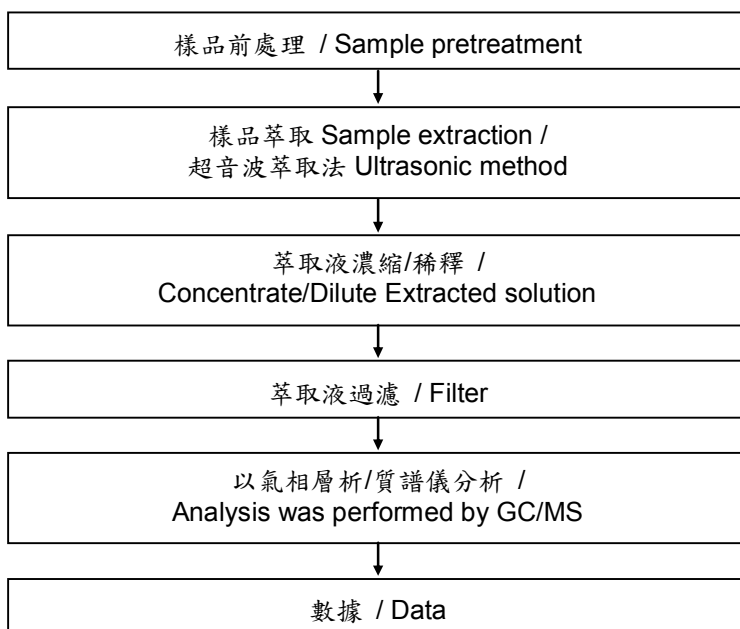 樣品前處理 / Sample pretreatment
樣品萃取 Sample extraction /
超音波萃取法 Ultrasonic method
萃取液濃縮/稀釋 /
Concentrate/Dilute Extracted solution
萃取液過濾 / Filter
以氣相層析/質譜儀分析 /
Analysis was performed by GC/MS
數據 / Data